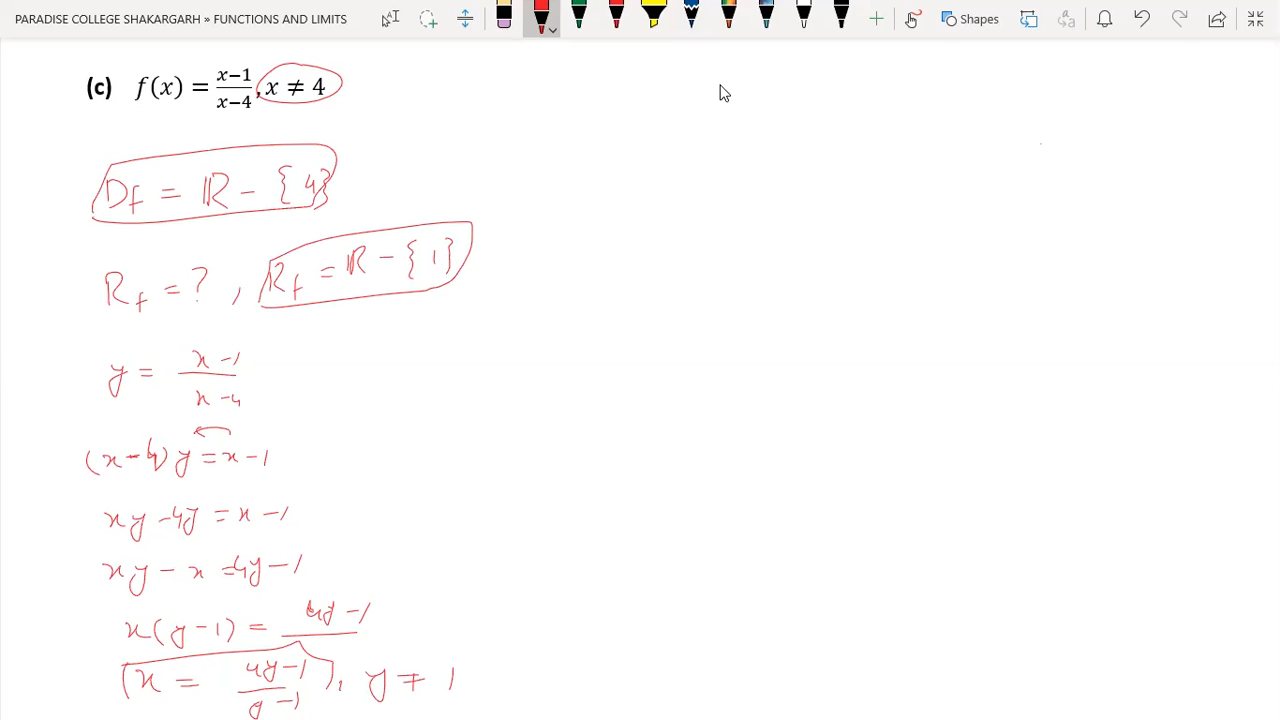 PARADISE COLLEGE SHAKARGARH » FUNCTIONS AND LIMITS
Shapes
(c) f(x) = x−1/x−4, x ≠ 4
Df = ℝ − {4}
Rf = ?, Rf = ℝ − {1}
y = x−1/x−4
(x−4)y = x−1
xy − 4y = x − 1
xy − x = 4y − 1
x(y−1) = 4y−1
(x = 4y−1/y−1), y ≠ 1